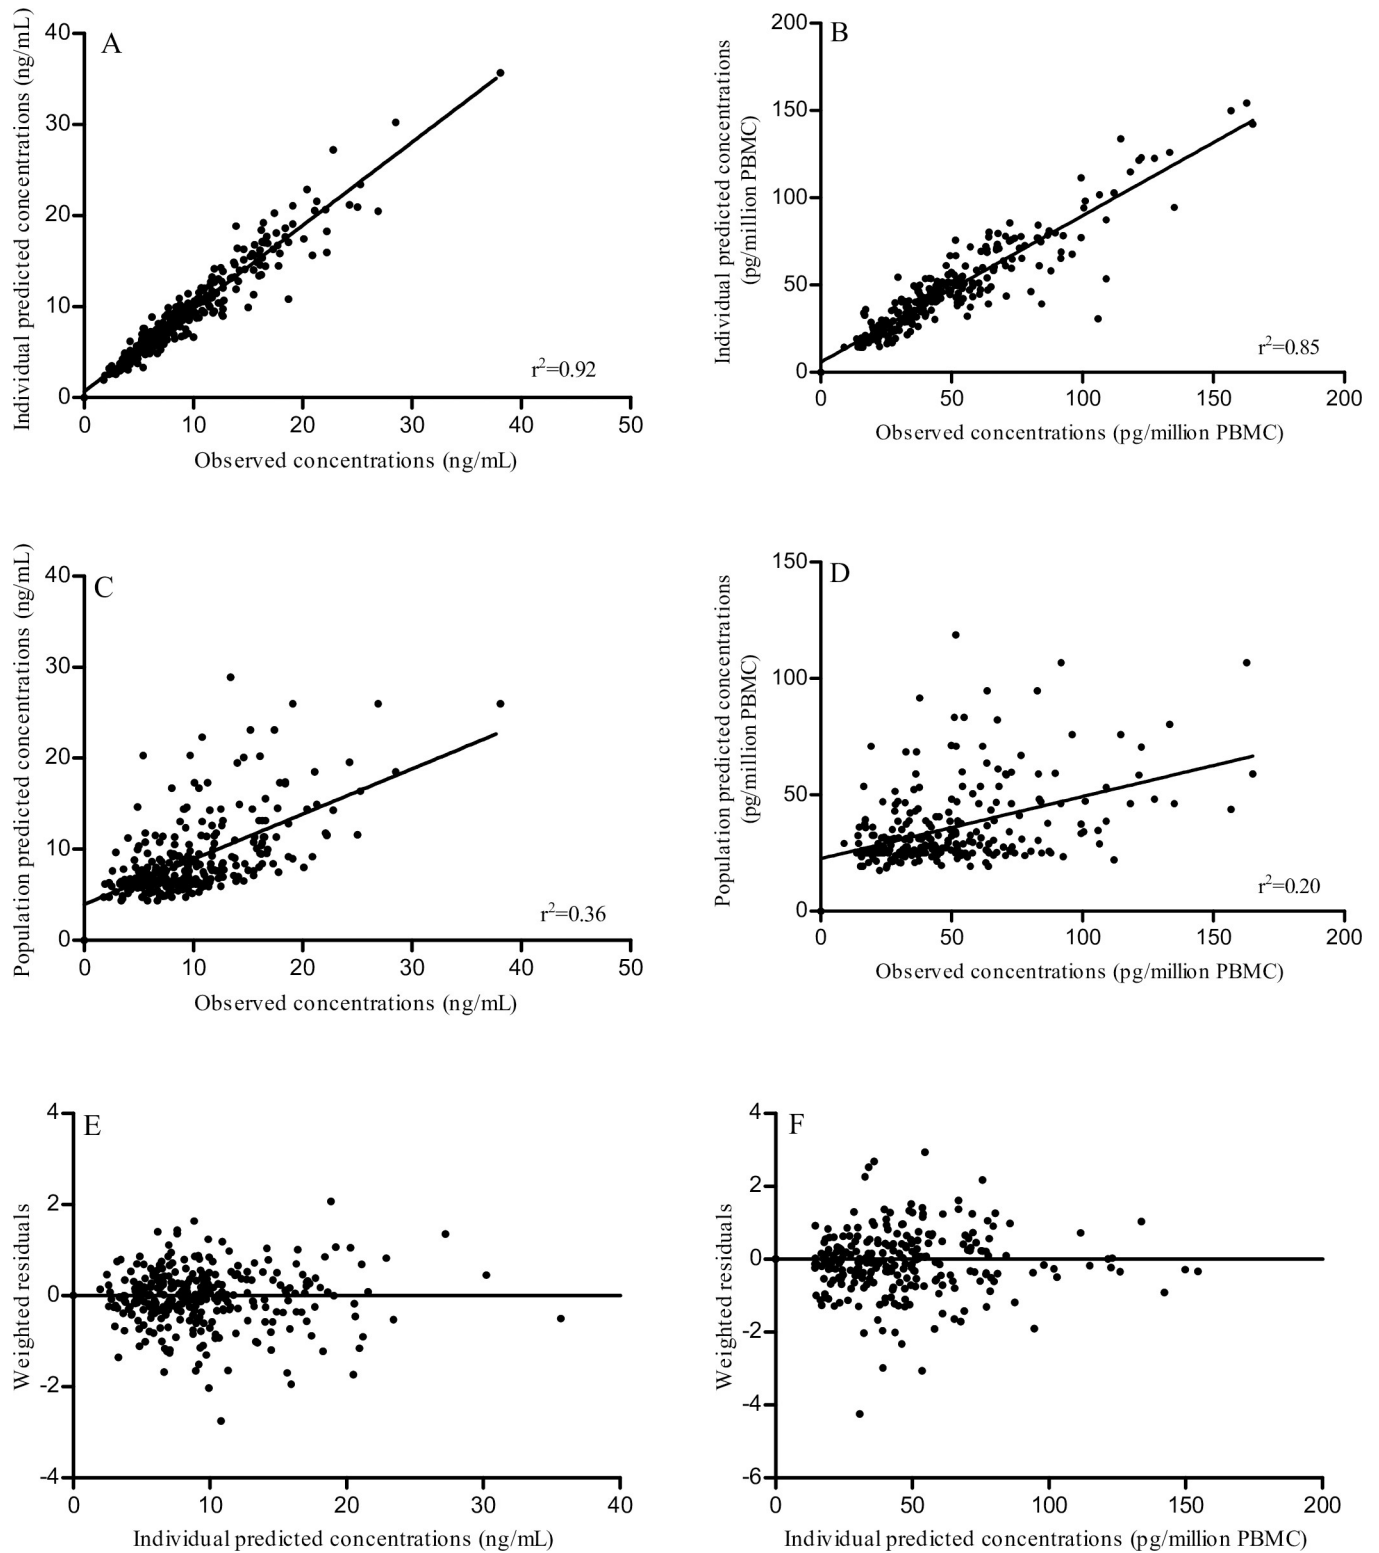 A
Individual predicted concentrations (ng/mL)
40
30
20
10
0
r²=0.92
0 10 20 30 40 50
Observed concentrations (ng/mL)
B
Individual predicted concentrations
(pg/million PBMC)
200
150
100
50
0
r²=0.85
0 50 100 150 200
Observed concentrations (pg/million PBMC)
C
Population predicted concentrations (ng/mL)
40
30
20
10
0
r²=0.36
0 10 20 30 40 50
Observed concentrations (ng/mL)
D
Population predicted concentrations
(pg/million PBMC)
150
100
50
0
r²=0.20
0 50 100 150 200
Observed concentrations (pg/million PBMC)
E
Weighted residuals
4
2
0
-2
-4
0 10 20 30 40
Individual predicted concentrations (ng/mL)
F
Weighted residuals
4
2
0
-2
-4
-6
0 50 100 150 200
Individual predicted concentrations (pg/million PBMC)